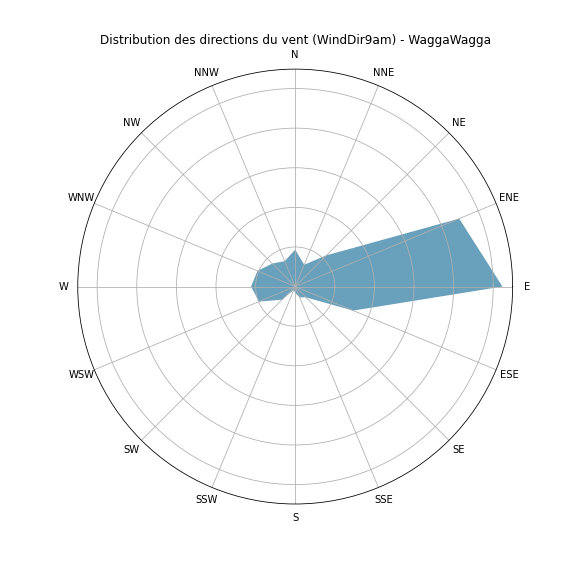 Distribution des directions du vent (WindDir9am) - WaggaWagga
N
NNW
NNE
NW
NE
WNW
ENE
W
E
WSW
ESE
SW
SE
SSW
SSE
S